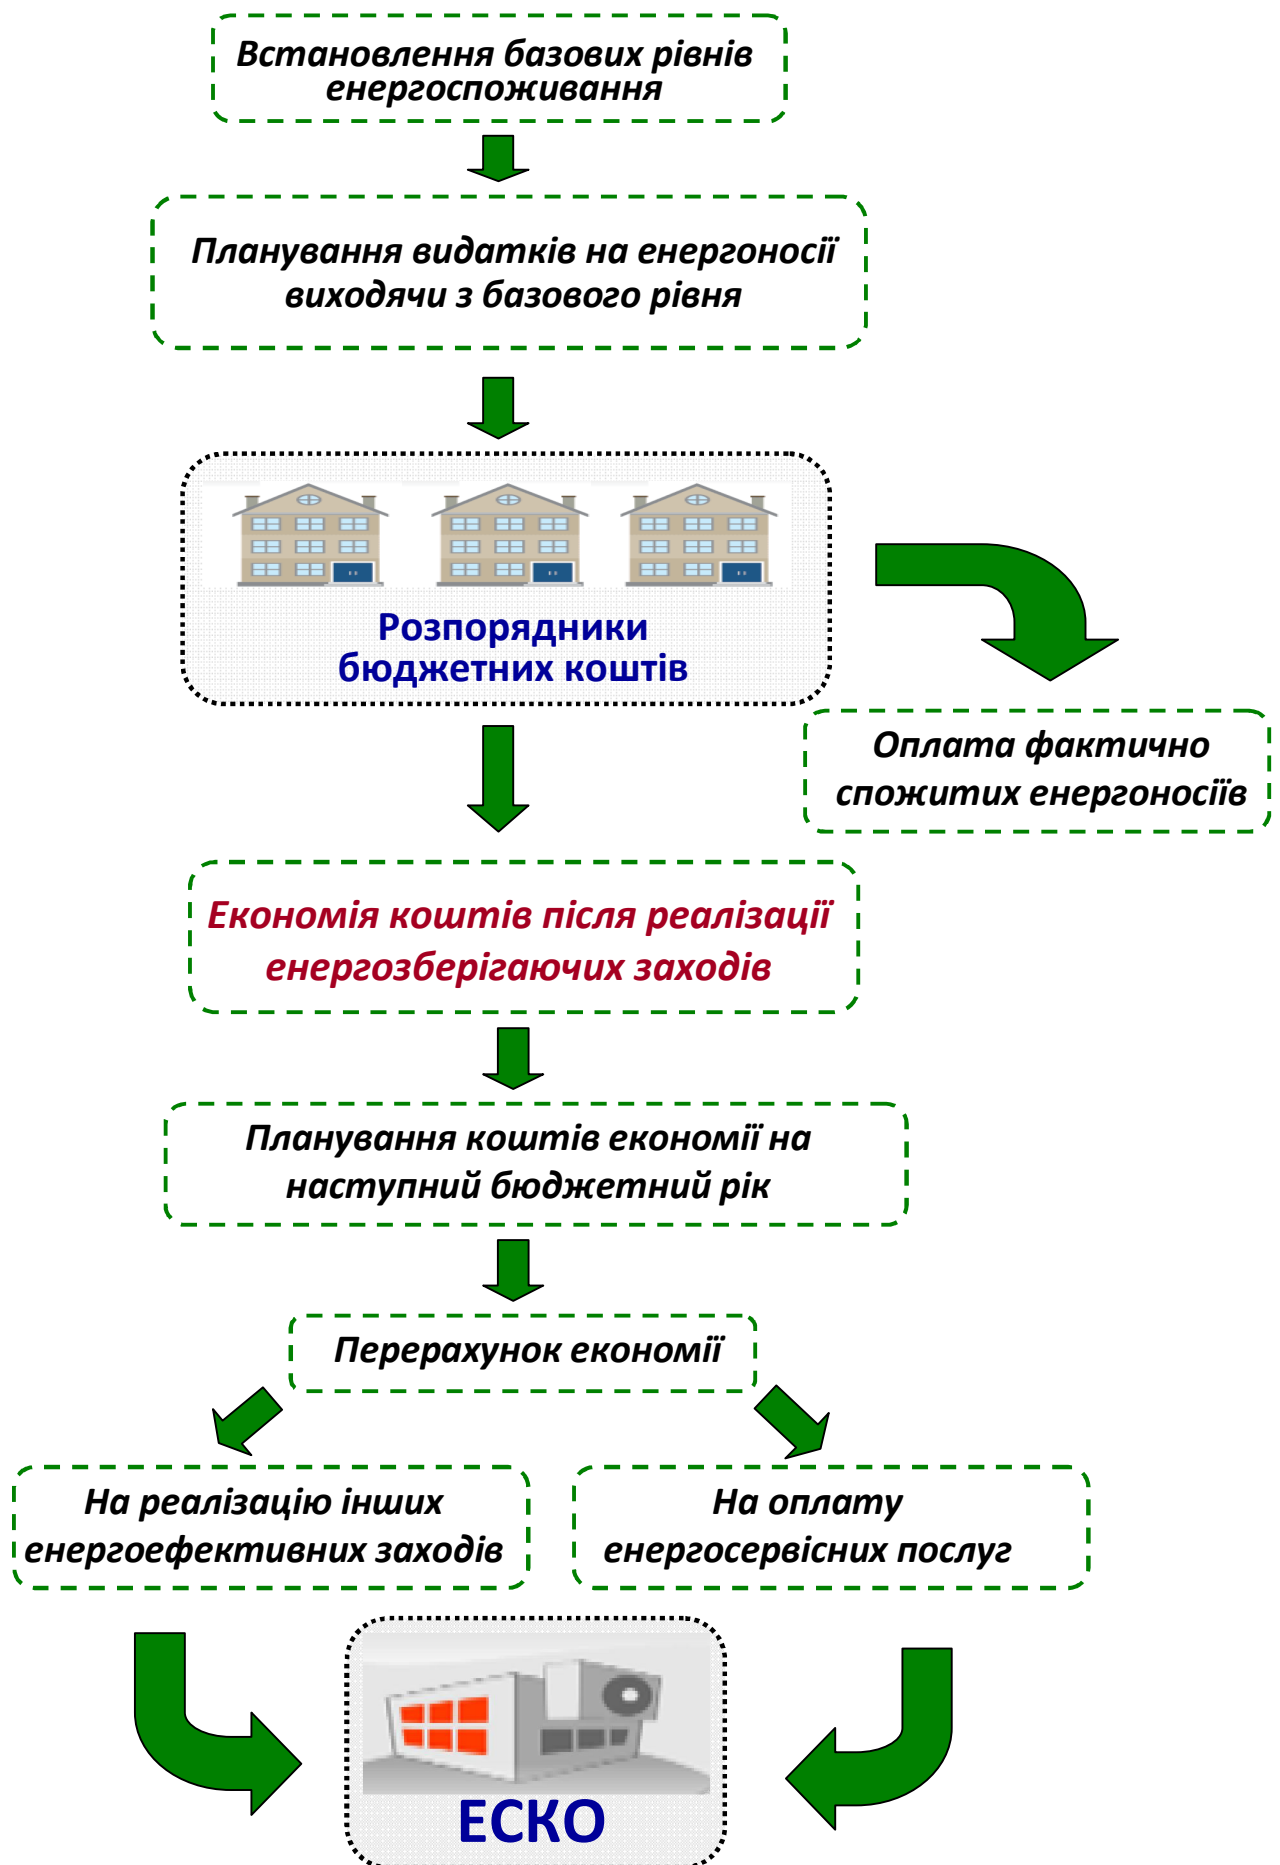 Встановлення базових рівнів
енергоспоживання
Планування видатків на енергоносії
виходячи з базового рівня
Розпорядники
бюджетних коштів
Оплата фактично
спожитих енергоносіїв
Економія коштів після реалізації
енергозберігаючих заходів
Планування коштів економії на
наступний бюджетний рік
Перерахунок економії
На реалізацію інших
енергоефективних заходів
На оплату
енергосервісних послуг
ЕСКО